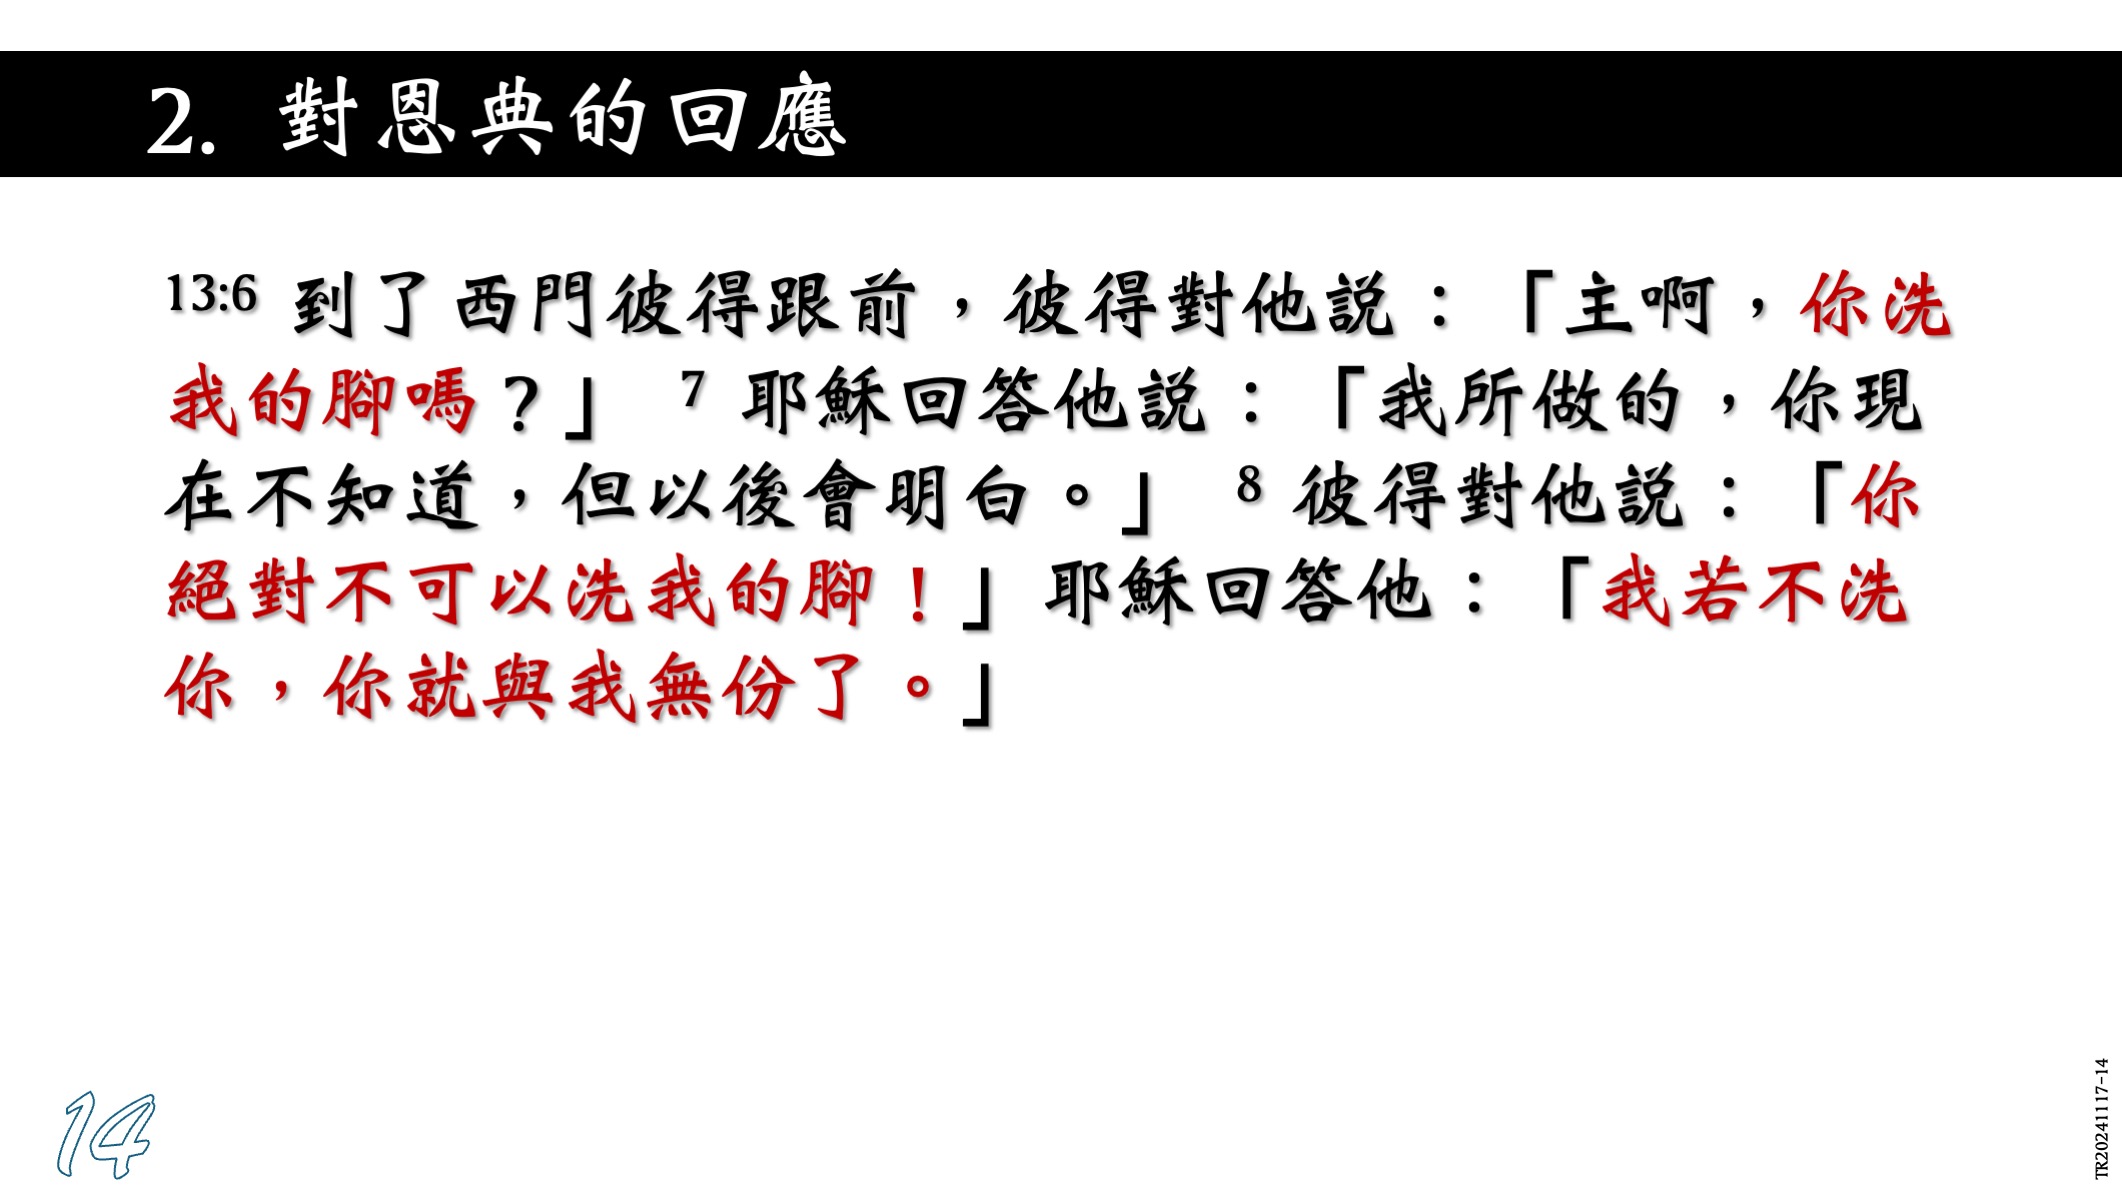 2. 對恩典的回應
13:6 到了西門彼得跟前，彼得對他說：「主啊，你洗
我的腳嗎？」 7 耶穌回答他說：「我所做的，你現
在不知道，但以後會明白。」 8 彼得對他說：「你
絕對不可以洗我的腳！」耶穌回答他：「我若不洗
你，你就與我無份了。」
14
TR20241117-14